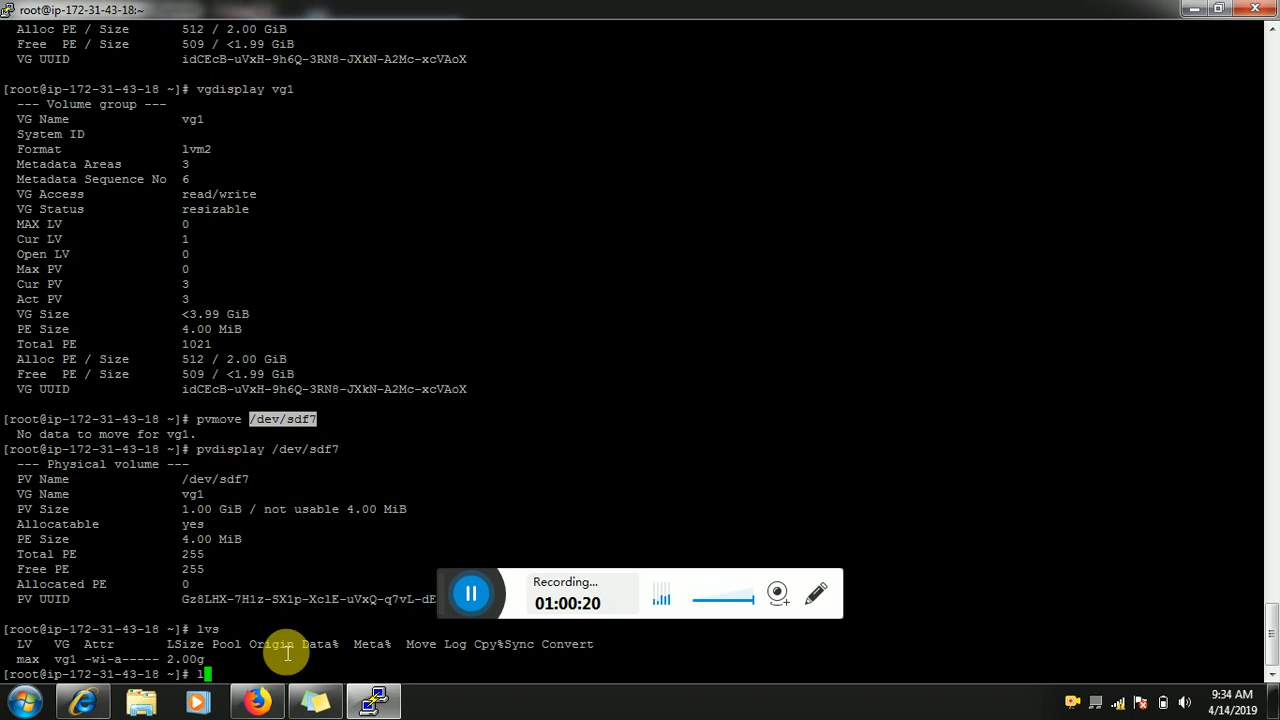 root@ip-172-31-43-18:~
Alloc PE / Size 512 / 2.00 GiB
Free PE / Size 509 / <1.99 GiB
VG UUID idCEcB-uVxH-9h6Q-3RN8-JXkN-A2Mc-xcVAoX
[root@ip-172-31-43-18 ~]# vgdisplay vg1
--- Volume group ---
VG Name vg1
System ID
Format lvm2
Metadata Areas 3
Metadata Sequence No 6
VG Access read/write
VG Status resizable
MAX LV 0
Cur LV 1
Open LV 0
Max PV 0
Cur PV 3
Act PV 3
VG Size <3.99 GiB
PE Size 4.00 MiB
Total PE 1021
Alloc PE / Size 512 / 2.00 GiB
Free PE / Size 509 / <1.99 GiB
VG UUID idCEcB-uVxH-9h6Q-3RN8-JXkN-A2Mc-xcVAoX
[root@ip-172-31-43-18 ~]# pvmove /dev/sdf7
No data to move for vg1.
[root@ip-172-31-43-18 ~]# pvdisplay /dev/sdf7
--- Physical volume ---
PV Name /dev/sdf7
VG Name vg1
PV Size 1.00 GiB / not usable 4.00 MiB
Allocatable yes
PE Size 4.00 MiB
Total PE 255
Free PE 255
Allocated PE 0
PV UUID Gz8LHX-7H1z-SX1p-XclE-uVxQ-q7vL-dE
Recording...
01:00:20
[root@ip-172-31-43-18 ~]# lvs
LV VG Attr LSize Pool Origin Data% Meta% Move Log Cpy%Sync Convert
max vg1 -wi-a----- 2.00g
[root@ip-172-31-43-18 ~]# l
9:34 AM
4/14/2019